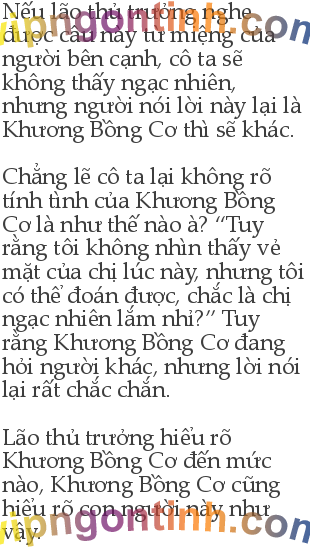 Nếu lão thủ trưởng nghe
được câu này từ miệng của
người bên cạnh, cô ta sẽ
không thấy ngạc nhiên,
nhưng người nói lời này lại là
Khương Bồng Cơ thì sẽ khác.
Chẳng lẽ cô ta lại không rõ
tính tình của Khương Bồng
Cơ là như thế nào à? “Tuy
rằng tôi không nhìn thấy vẻ
mặt của chị lúc này, nhưng tôi
có thể đoán được, chắc là chị
ngạc nhiên lắm nhỉ?” Tuy
rằng Khương Bồng Cơ đang
hỏi người khác, nhưng lời nói
lại rất chắc chắn.
Lão thủ trưởng hiểu rõ
Khương Bồng Cơ đến mức
nào, Khương Bồng Cơ cũng
hiểu rõ con người này như
vậy.
vipngontinh.com
vipngontinh.com